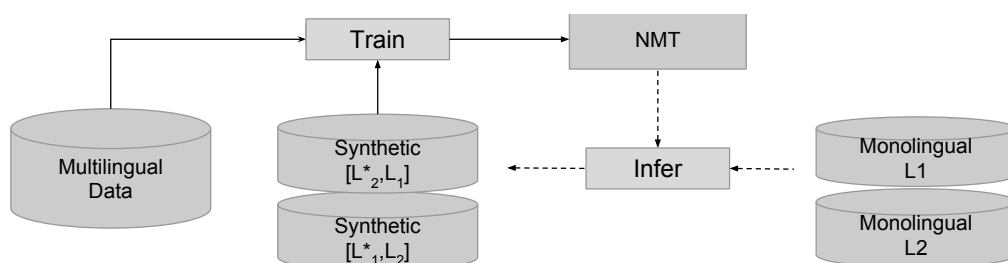 Train
NMT
Multilingual
Data
Synthetic
[L*2,L1]
Synthetic
[L*1,L2]
Infer
Monolingual
L1
Monolingual
L2